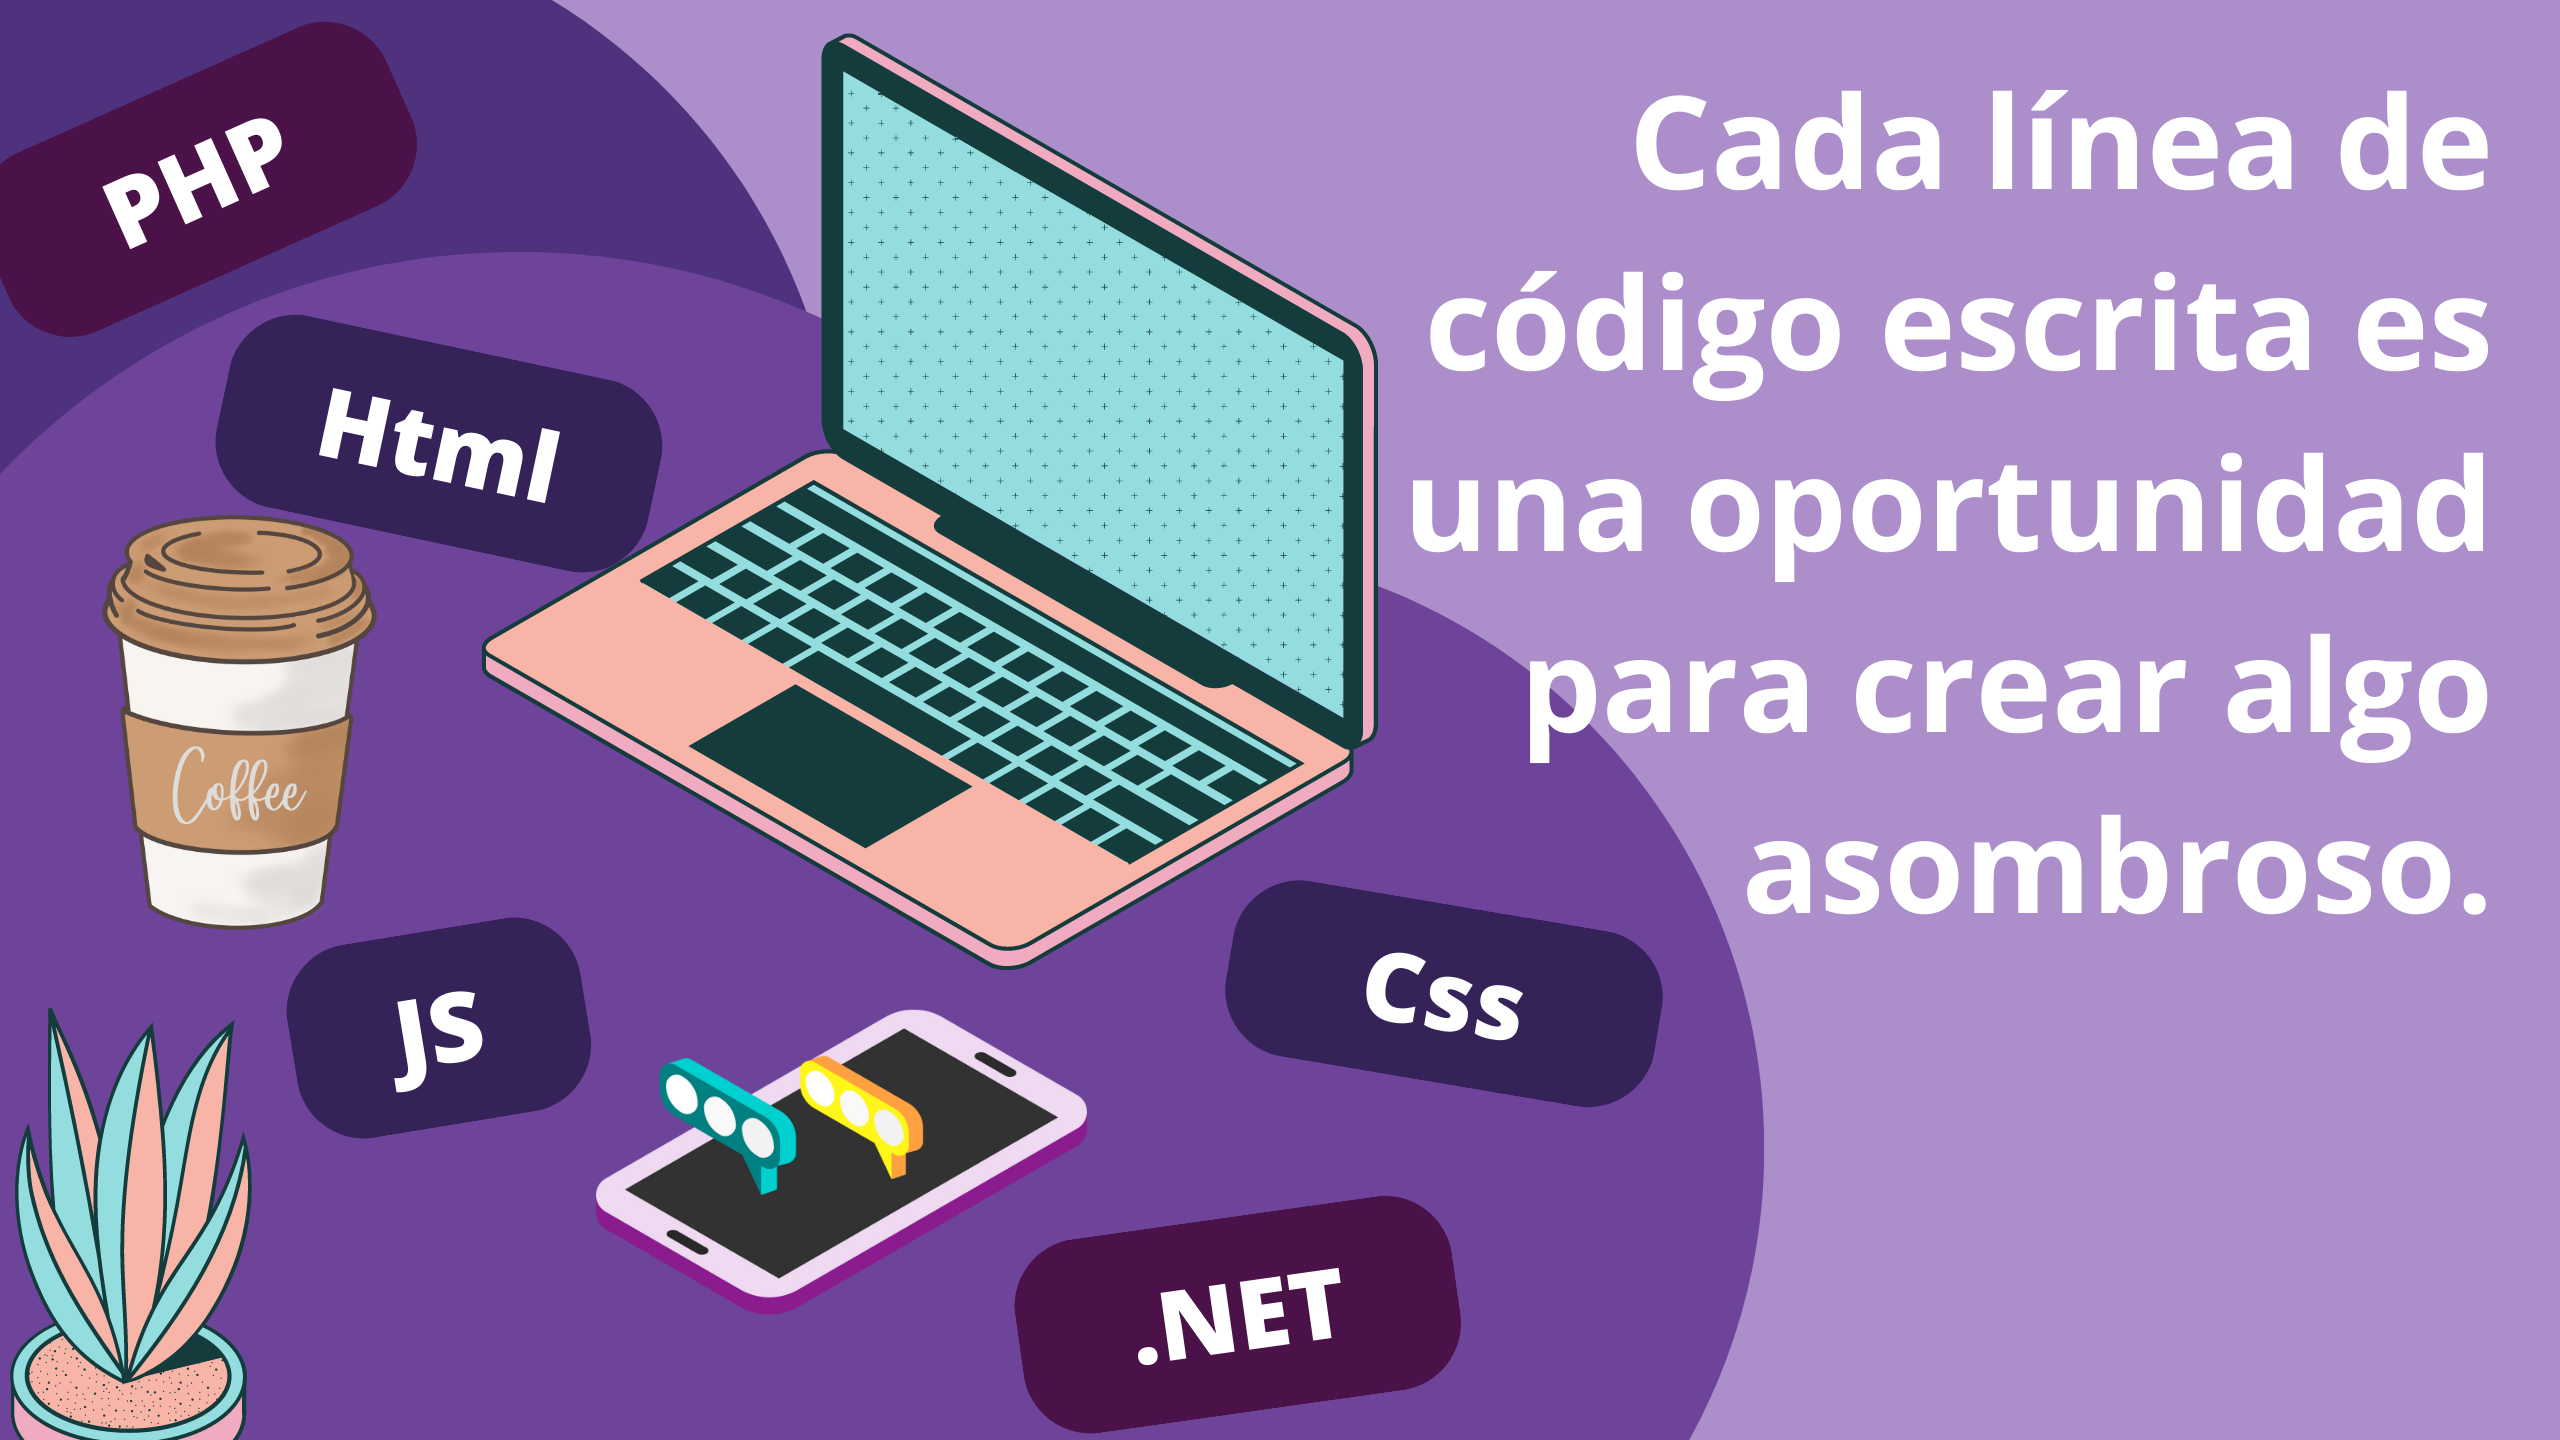 PHP
Html
Coffee
JS
Cada línea de
código escrita es
una oportunidad
para crear algo
asombroso.
Css
.NET